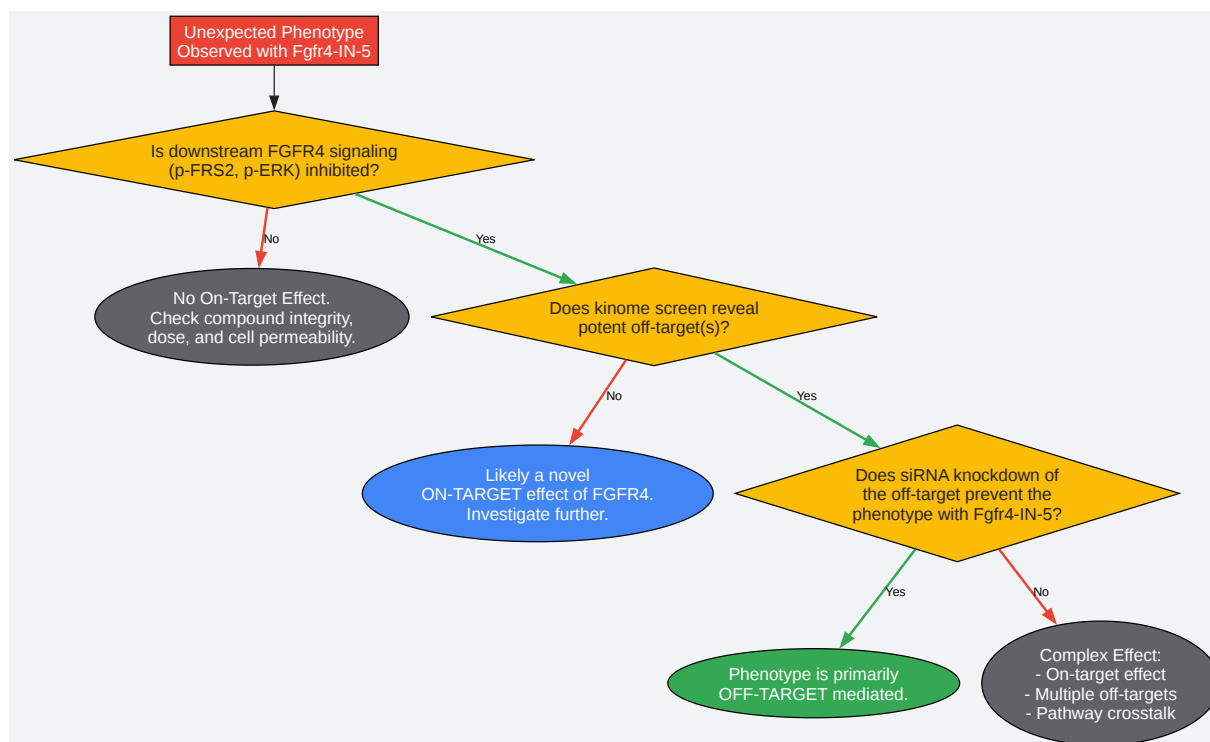 Unexpected Phenotype
Observed with Fgfr4-IN-5
Is downstream FGFR4 signaling
(p-FRS2, p-ERK) inhibited?
No
Yes
No On-Target Effect.
Check compound integrity,
dose, and cell permeability.
Does kinome screen reveal
potent off-target(s)?
No
Yes
Likely a novel
ON-TARGET effect of FGFR4.
Investigate further.
Does siRNA knockdown of
the off-target prevent the
phenotype with Fgfr4-IN-5?
Yes
No
Phenotype is primarily
OFF-TARGET mediated.
Complex Effect:
- On-target effect
- Multiple off-targets
- Pathway crosstalk